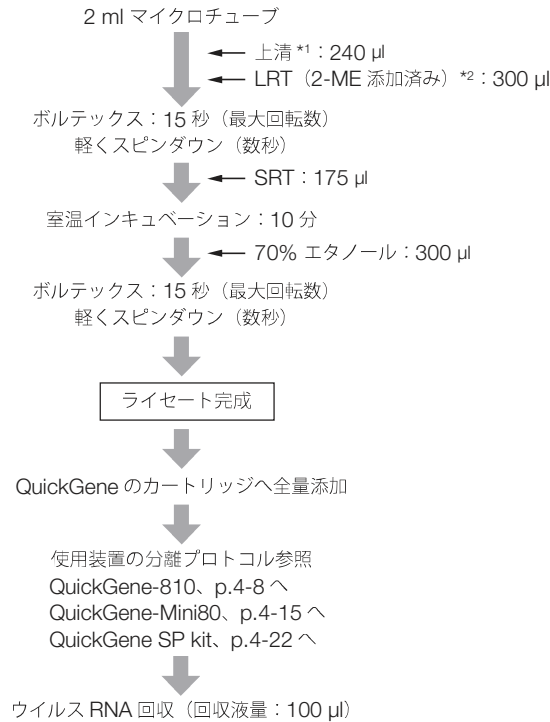 2 ml マイクロチューブ
上清 *1：240 µl
LRT（2-ME 添加済み）*2：300 µl
ボルテックス：15 秒（最大回転数）
軽くスピンダウン（数秒）
SRT：175 µl
室温インキュベーション：10 分
70% エタノール：300 µl
ボルテックス：15 秒（最大回転数）
軽くスピンダウン（数秒）
ライセート完成
QuickGene のカートリッジへ全量添加
使用装置の分離プロトコル参照
QuickGene-810、p.4-8 へ
QuickGene-Mini80、p.4-15 へ
QuickGene SP kit、p.4-22 へ
ウイルス RNA 回収（回収液量：100 µl）